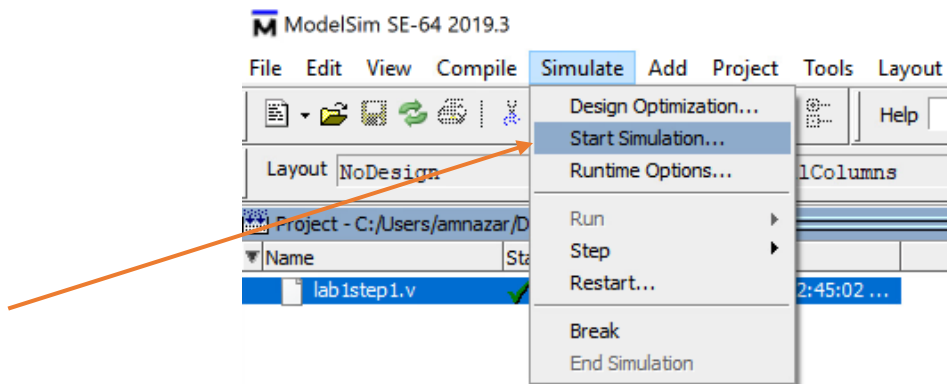 ModelSim SE-64 2019.3
File Edit View Compile Simulate Add Project Tools Layout
Design Optimization... Help
Start Simulation...
Layout NoDesign Runtime Options... lColumns
Project - C:/Users/amnazar/D Run
Name Sta Step
lab1step1.v Restart... 2:45:02 ...
Break
End Simulation